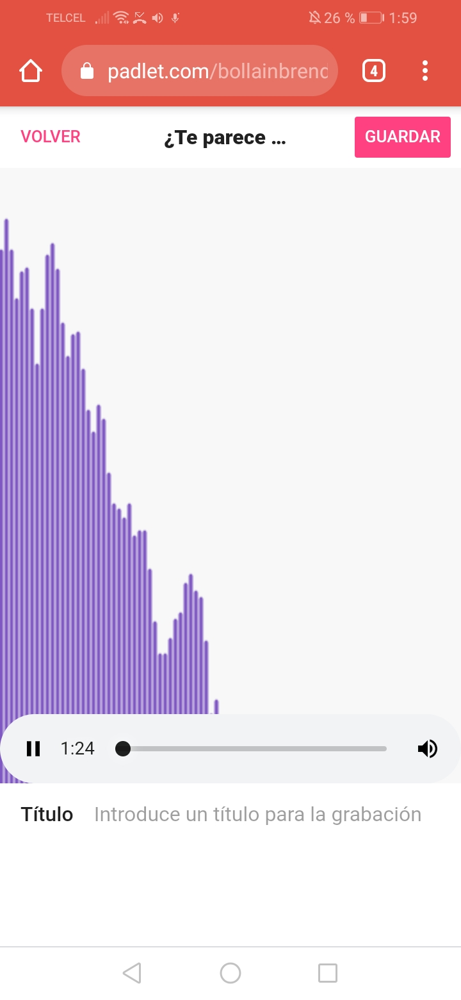 TELCEL 26 % 1:59
padlet.com/bollainbrend 4
VOLVER ¿Te parece ... GUARDAR
1:24
Título Introduce un título para la grabación